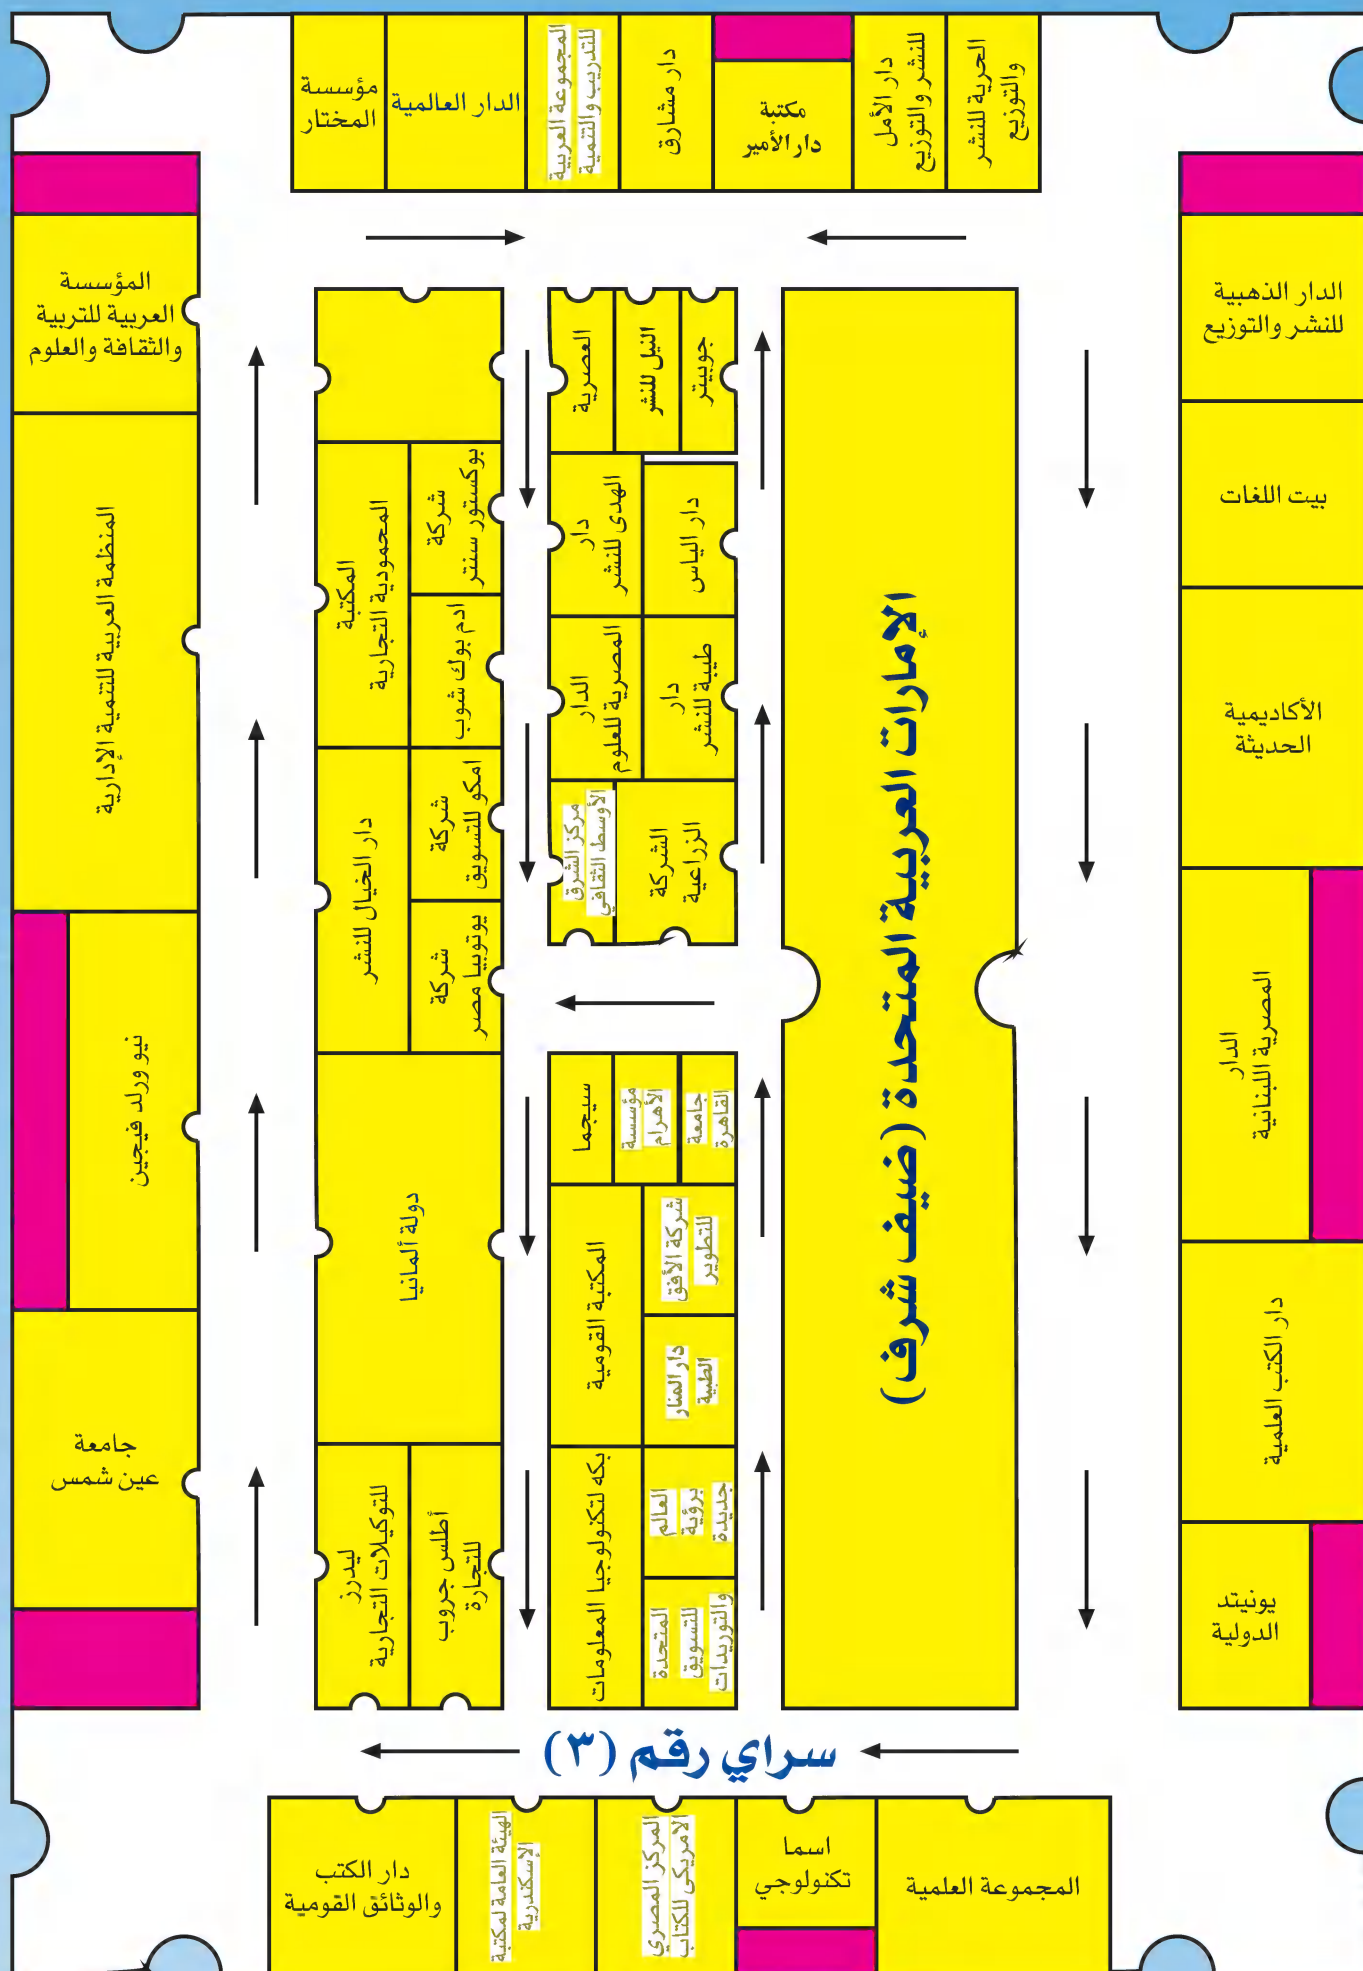 الحرية للنشر
والتوزيع
دار الأمل
للنشر والتوزيع
مكتبة
دار الأمير
دار مشارق
المجموعة العربية
للتدريب والتنمية
الدار العالمية
مؤسسة
المختار
الدار الذهبية
للنشر والتوزيع
بيت اللغات
الأكاديمية
الحديثة
الدار
المصرية اللبنانية
دار الكتب العلمية
يونيتد
الدولية
الإمارات العربية المتحدة (ضيف شرف)
جوبيتر
النيل للنشر
العصرية
دار الياس
دار
الهدى للنشر
دار
طيبة للنشر
الدار
المصرية للعلوم
الشركة
الزراعية
مركز الشرق
الأوسط الثقافي
جامعة
القاهرة
مؤسسة
الأهرام
سيجما
شركة الأفق
للتطوير
المكتبة القومية
دار المنار
الطبية
العالم
برؤية
جديدة
بكه لتكنولوجيا المعلومات
المتحدة
للتسويق
والتوريدات
شركة
بوكستور سنتر
المكتبة
المحمودية التجارية
ادم بوك شوب
شركة
امكو للتسويق
دار الخيال للنشر
شركة
يوتوبيا مصر
دولة ألمانيا
أطلس جروب
للتجارة
ليدرز
للتوكيلات التجارية
المؤسسة
العربية للتربية
والثقافة والعلوم
المنظمة العربية للتنمية الإدارية
نيو ورلد فيجين
جامعة
عين شمس
سراي رقم (٣)
المجموعة العلمية
اسما
تكنولوجي
المركز المصري
الامريكى للكتاب
الهيئة العامة لمكتبة
الإسكندرية
دار الكتب
والوثائق القومية